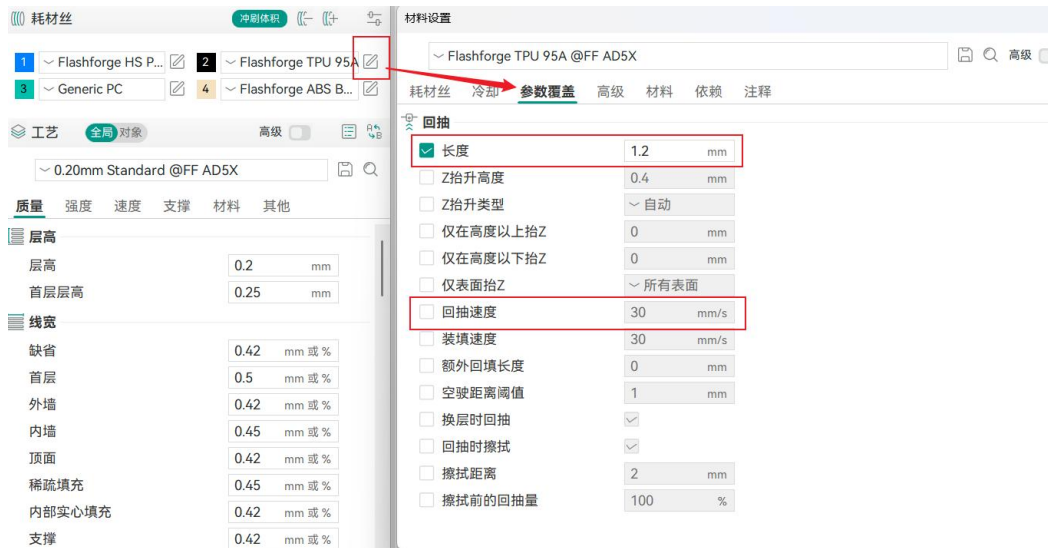 耗材丝
冲刷体积
1 Flashforge HS P...
2 Flashforge TPU 95A
3 Generic PC
4 Flashforge ABS B...
工艺 全局 对象 高级
0.20mm Standard @FF AD5X
质量 强度 速度 支撑 材料 其他
层高
层高 0.2 mm
首层层高 0.25 mm
线宽
缺省 0.42 mm 或 %
首层 0.5 mm 或 %
外墙 0.42 mm 或 %
内墙 0.45 mm 或 %
顶面 0.42 mm 或 %
稀疏填充 0.45 mm 或 %
内部实心填充 0.42 mm 或 %
支撑 0.42 mm 或 %
材料设置
Flashforge TPU 95A @FF AD5X 高级
耗材丝 冷却 参数覆盖 高级 材料 依赖 注释
回抽
长度 1.2 mm
Z抬升高度 0.4 mm
Z抬升类型 自动
仅在高度以上抬Z 0 mm
仅在高度以下抬Z 0 mm
仅表面抬Z 所有表面
回抽速度 30 mm/s
装填速度 30 mm/s
额外回填长度 0 mm
空驶距离阈值 1 mm
换层时回抽
回抽时擦拭
擦拭距离 2 mm
擦拭前的回抽量 100 %